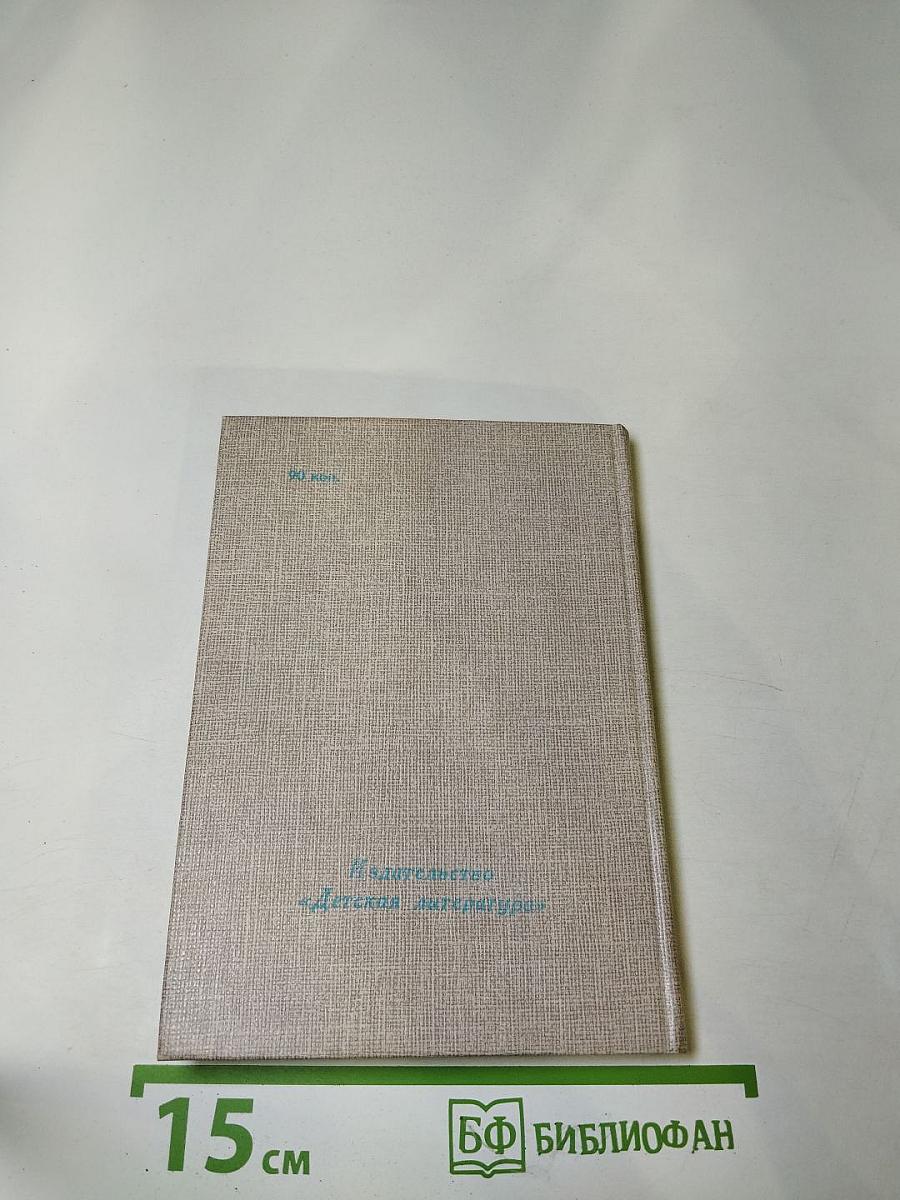 90 коп.
Издательство
«Детская литература»
15 см
БФ БИБЛИОФАН